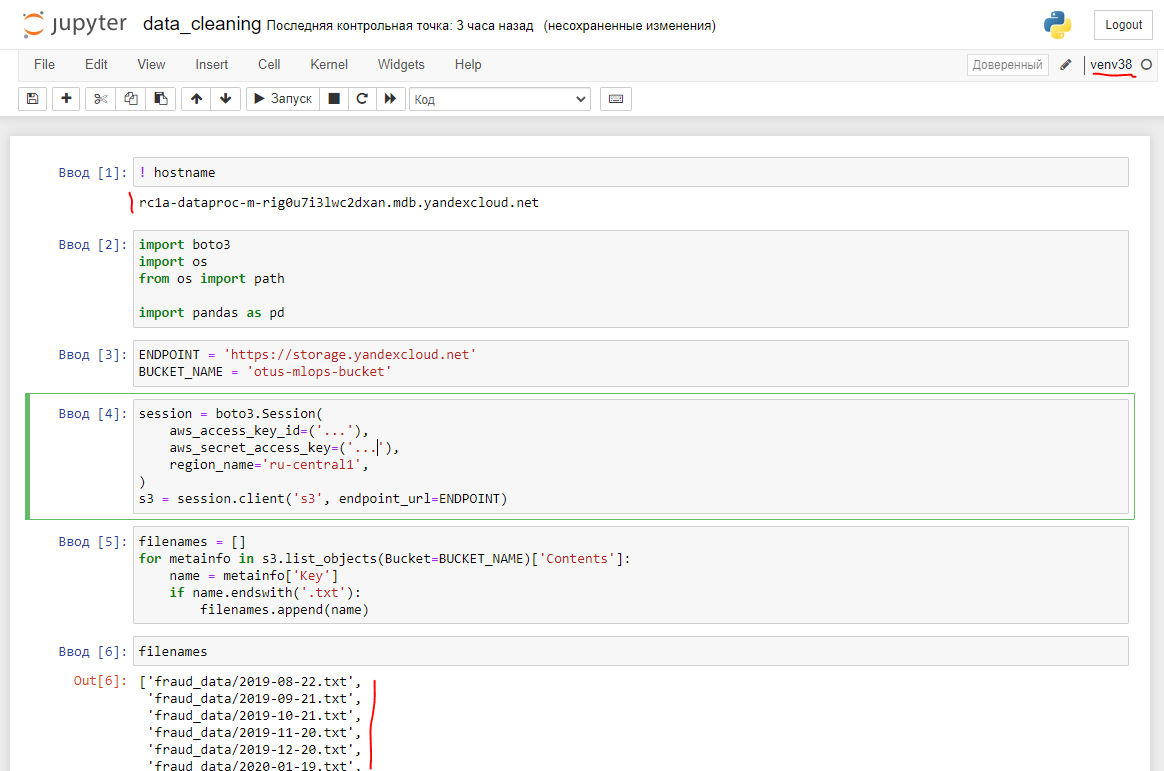 jupyter data_cleaning Последняя контрольная точка: 3 часа назад (несохраненные изменения) Logout
File Edit View Insert Cell Kernel Widgets Help Доверенный venv38
Запуск Код
Ввод [1]: ! hostname
rc1a-dataproc-m-rig0u7i3lwc2dxan.mdb.yandexcloud.net
Ввод [2]: import boto3
import os
from os import path
import pandas as pd
Ввод [3]: ENDPOINT = 'https://storage.yandexcloud.net'
BUCKET_NAME = 'otus-mlops-bucket'
Ввод [4]: session = boto3.Session(
aws_access_key_id=('...'),
aws_secret_access_key=('...'),
region_name='ru-central1',
)
s3 = session.client('s3', endpoint_url=ENDPOINT)
Ввод [5]: filenames = []
for metainfo in s3.list_objects(Bucket=BUCKET_NAME)['Contents']:
name = metainfo['Key']
if name.endswith('.txt'):
filenames.append(name)
Ввод [6]: filenames
Out[6]: ['fraud_data/2019-08-22.txt',
'fraud_data/2019-09-21.txt',
'fraud_data/2019-10-21.txt',
'fraud_data/2019-11-20.txt',
'fraud_data/2019-12-20.txt',
'fraud_data/2020-01-19.txt',